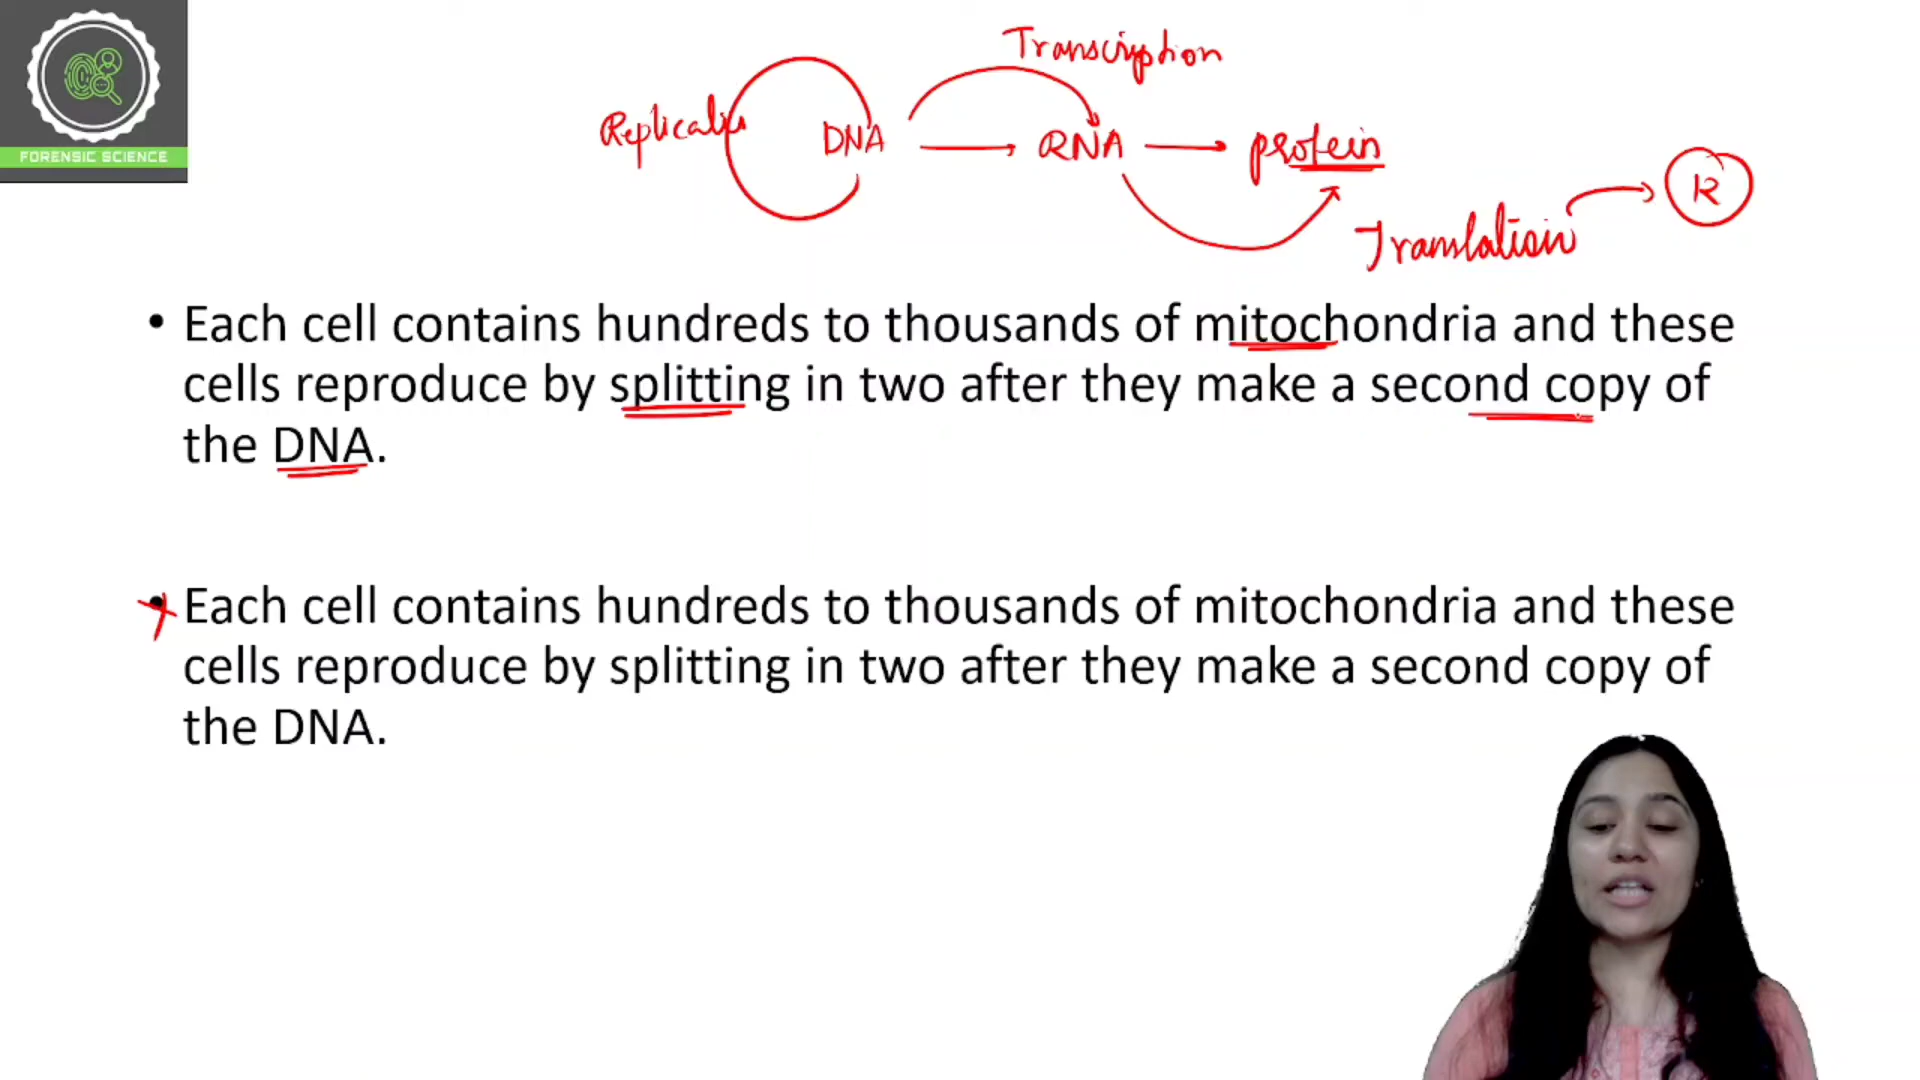 FORENSIC SCIENCE
Transcription
DNA
RNA
protein
R
Translation
• Each cell contains hundreds to thousands of mitochondria and these
cells reproduce by splitting in two after they make a second copy of
the DNA.
• Each cell contains hundreds to thousands of mitochondria and these
cells reproduce by splitting in two after they make a second copy of
the DNA.